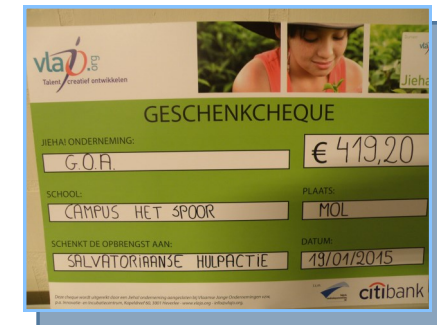 vlajo.org
Talent creatief ontwikkelen
vlaj
Jieha
GESCHENKCHEQUE
JIEHA! ONDERNEMING:
G.O.A.
€ 419,20
SCHOOL:
CAMPUS HET SPOOR
PLAATS:
MOL
SCHENKT DE OPBRENGST AAN:
SALVATORIAANSE HULPACTIE
DATUM:
19/01/2015
citibank